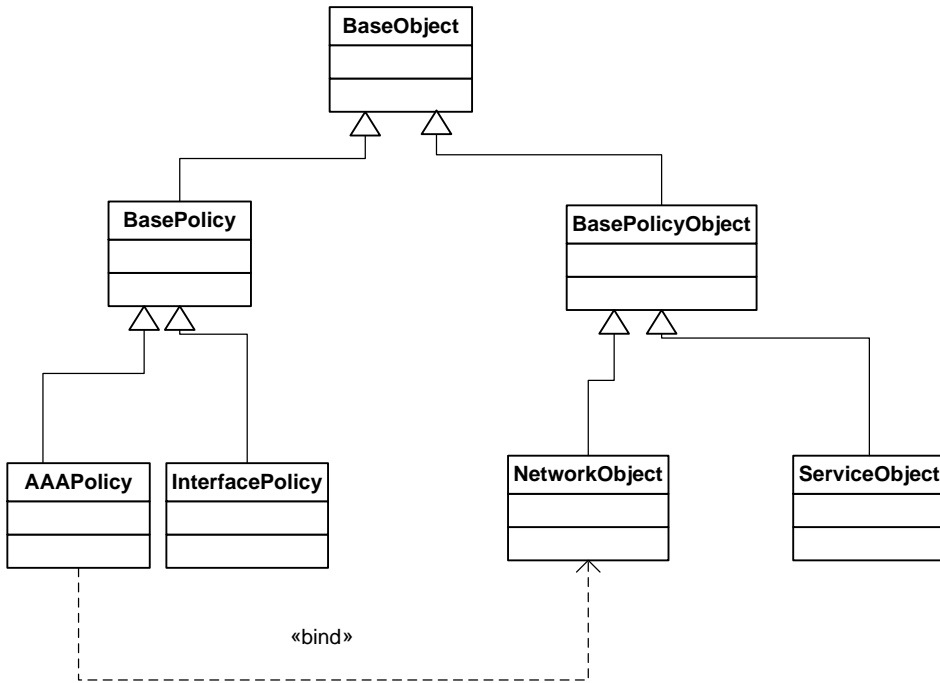 BaseObject
BasePolicy
BasePolicyObject
AAAPolicy
InterfacePolicy
NetworkObject
ServiceObject
«bind»